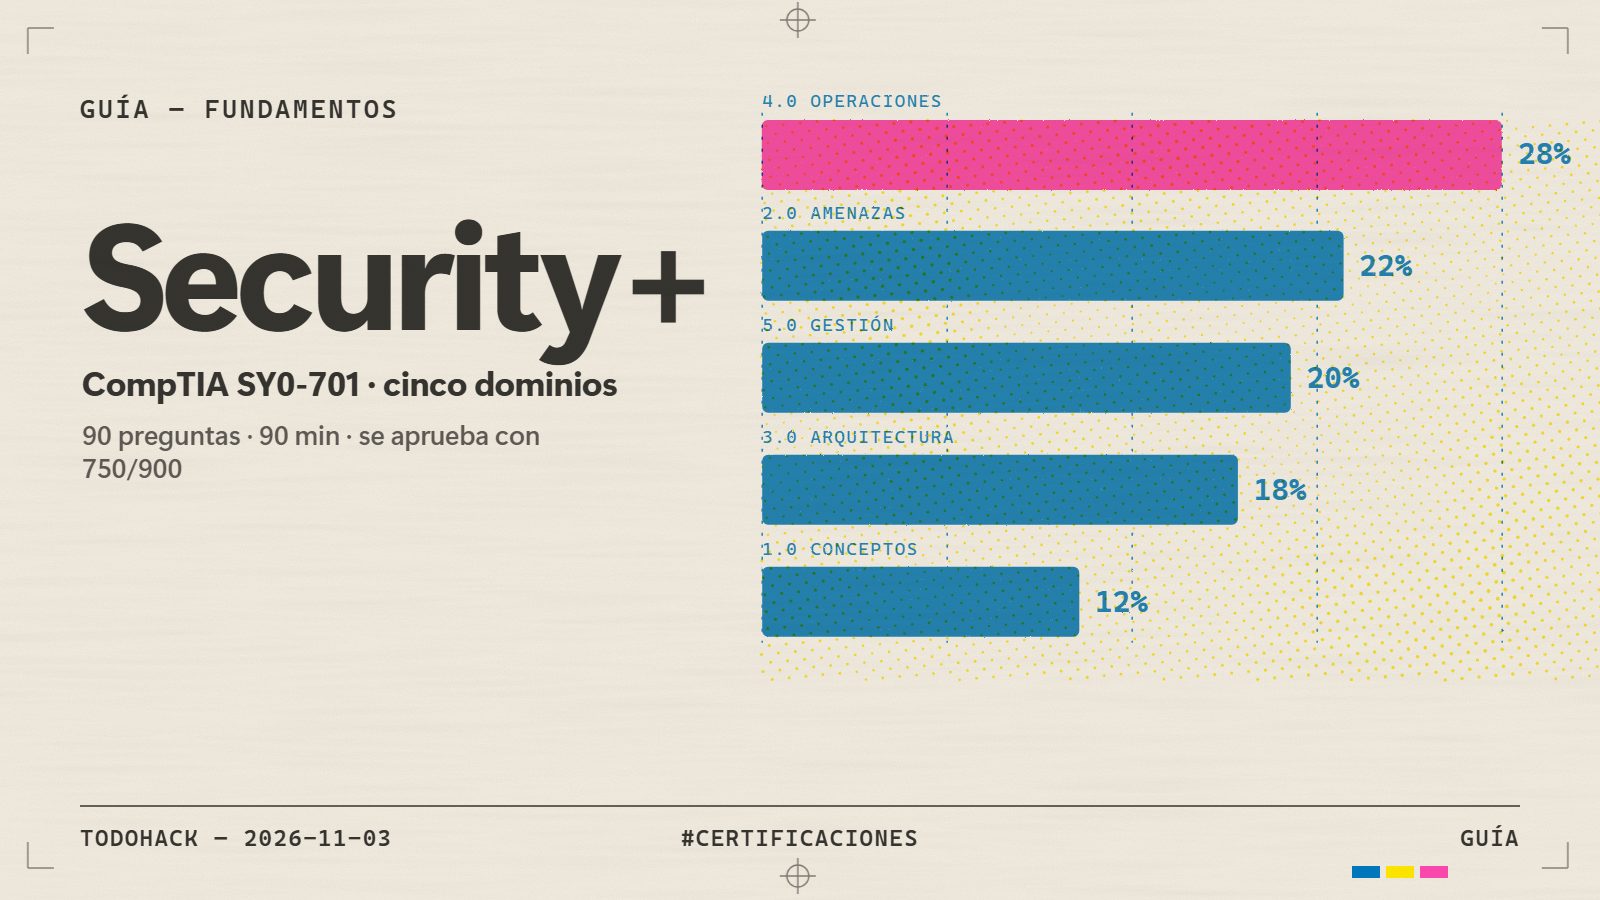 GUÍA — FUNDAMENTOS
Security+
CompTIA SY0-701 · cinco dominios
90 preguntas · 90 min · se aprueba con
750/900
4.0 OPERACIONES
28%
2.0 AMENAZAS
22%
5.0 GESTIÓN
20%
3.0 ARQUITECTURA
18%
1.0 CONCEPTOS
12%
TODOHACK — 2026-11-03
#CERTIFICACIONES
GUÍA